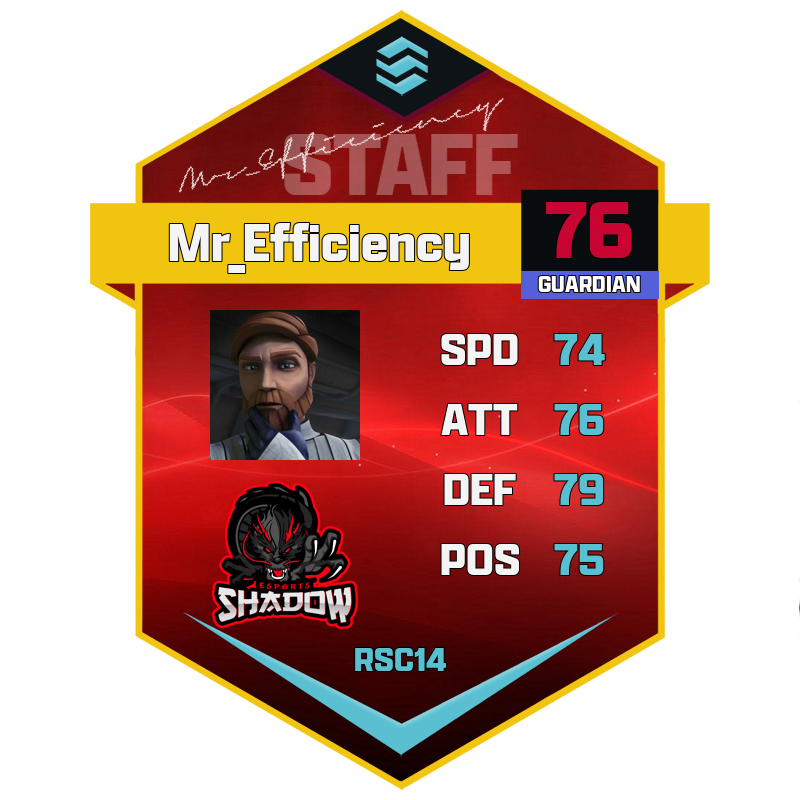 Mr_Efficiency
STAFF
Mr_Efficiency 76
GUARDIAN
SPD 74
ATT 76
DEF 79
POS 75
ESPORTS
SHADOW
RSC14